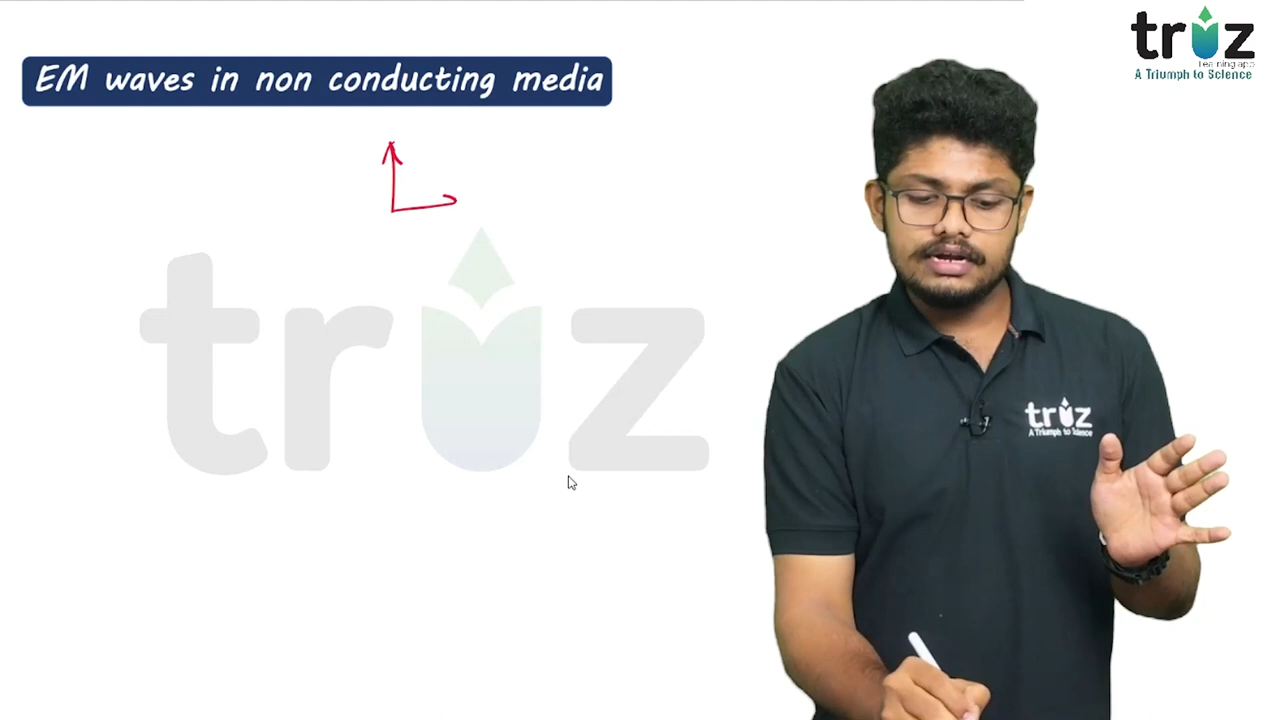 EM waves in non conducting media
truz
Learning app
A Triumph to Science
truz
truz
A Triumph to Science